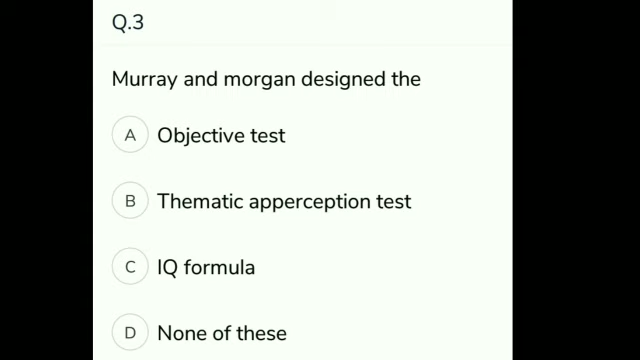 Q.3
Murray and morgan designed the
A Objective test
B Thematic apperception test
C IQ formula
D None of these